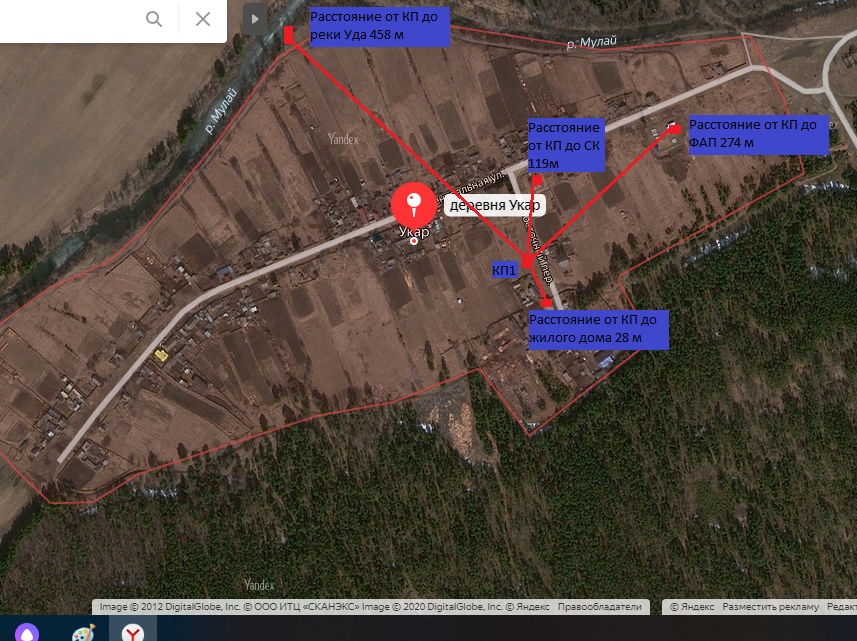 Расстояние от КП до
реки Уда 458 м
р. Мулай
р. Мулай
Yandex
Расстояние
от КП до СК
119м
Расстояние от КП до
ФАП 274 м
деревня Укар
Укар
КП1
Расстояние от КП до
жилого дома 28 м
Yandex
Image © 2012 DigitalGlobe, Inc. © ООО ИТЦ «СКАНЭКС» Image © 2020 DigitalGlobe, Inc. © Яндекс Правообладатели
© Яндекс Разместить рекламу